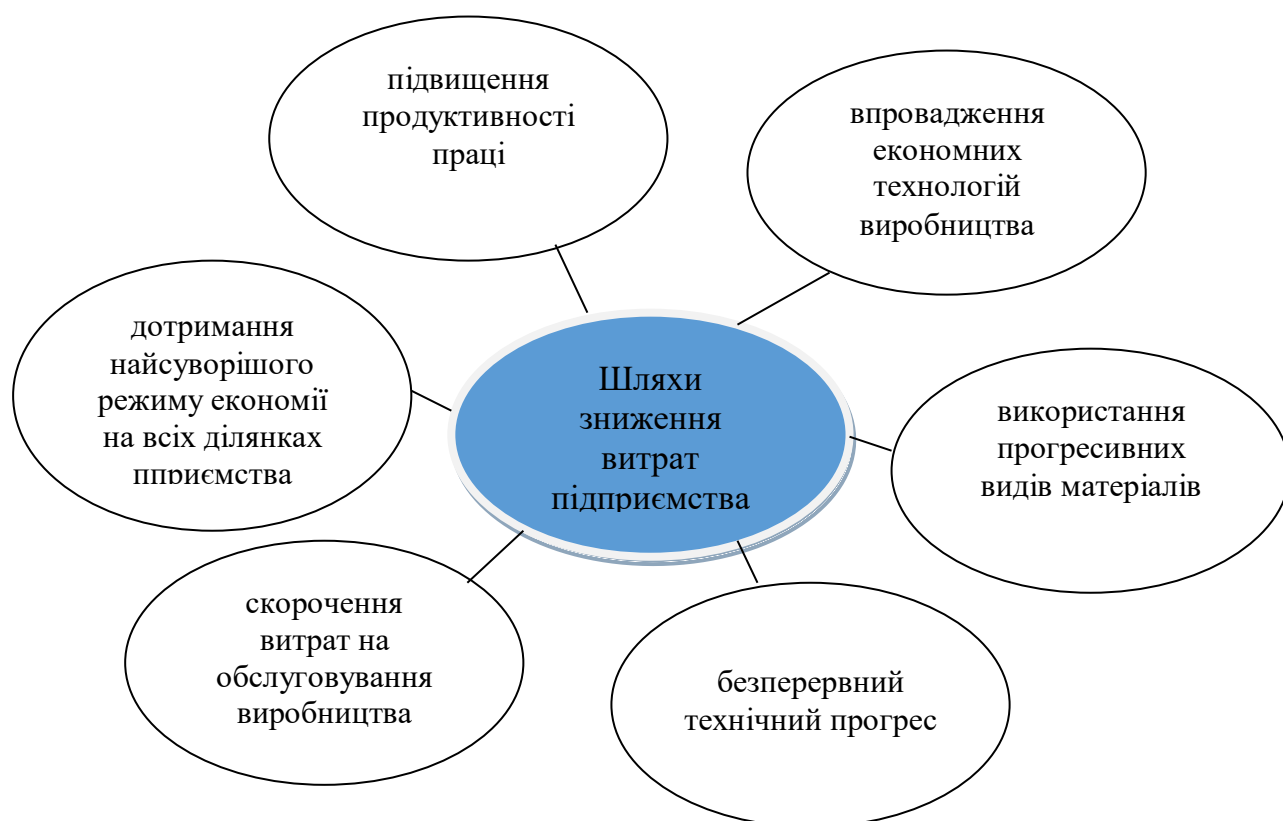 підвищення
продуктивності
праці
впровадження
економних
технологій
виробництва
дотримання
найсуворішого
режиму економії
на всіх ділянках
пприємства
Шляхи
зниження
витрат
підприємства
використання
прогресивних
видів матеріалів
скорочення
витрат на
обслуговування
виробництва
безперервний
технічний прогрес